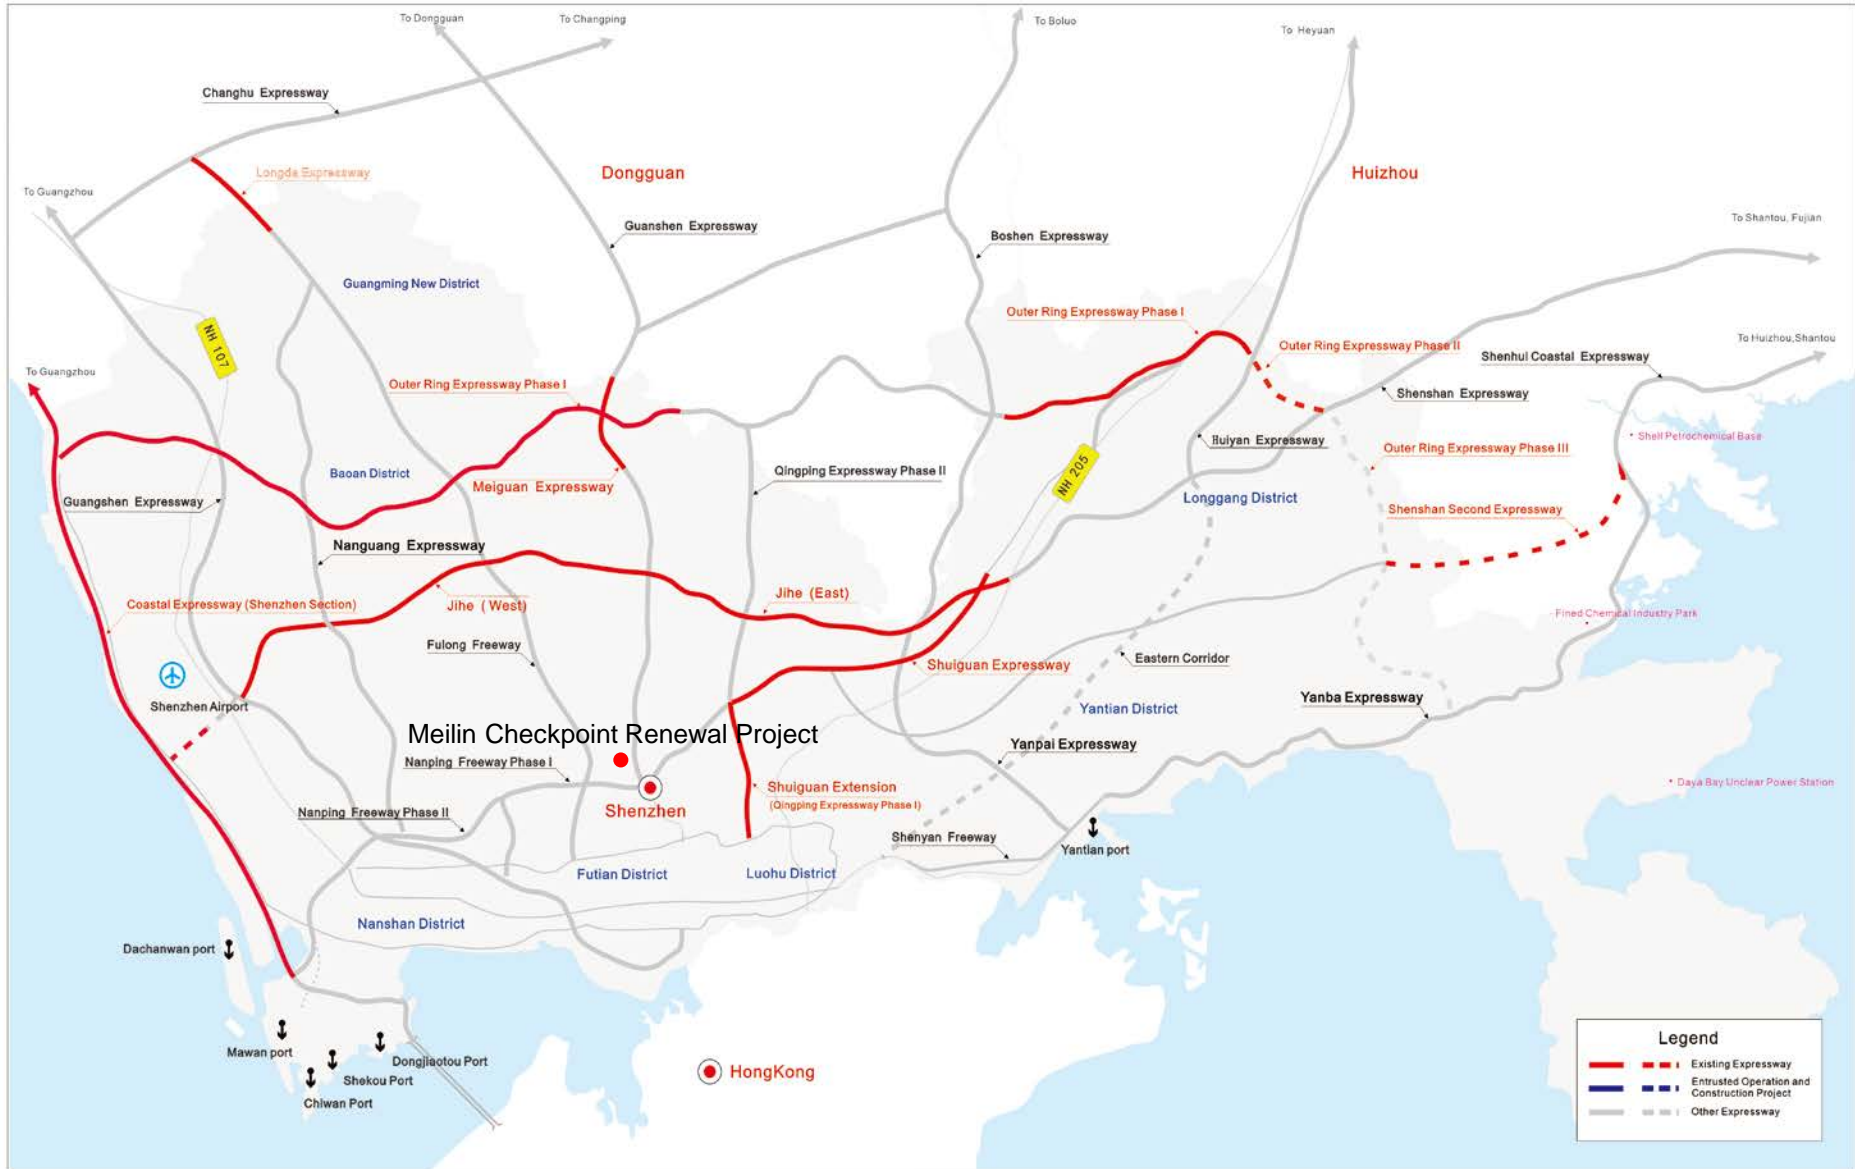 To Dongguan
To Changping
To Boluo
To Heyuan
Changhu Expressway
Longda Expressway
Dongguan
Huizhou
To Guangzhou
To Shantou, Fujian
Guanshen Expressway
Boshen Expressway
Guangming New District
NH 107
Outer Ring Expressway Phase I
Outer Ring Expressway Phase II
Shenhui Coastal Expressway
To Huizhou,Shantou
To Guangzhou
Outer Ring Expressway Phase I
Shenshan Expressway
Shell Petrochemical Base
Huiyan Expressway
Outer Ring Expressway Phase III
Baoan District
Qingping Expressway Phase II
NH 205
Meiguan Expressway
Guangshen Expressway
Longgang District
Shenshan Second Expressway
Nanguang Expressway
Coastal Expressway (Shenzhen Section)
Jihe ( West)
Jihe (East)
Fined Chemical Industry Park
Fulong Freeway
Shuiguan Expressway
Eastern Corridor
Shenzhen Airport
Yantian District
Yanba Expressway
Meilin Checkpoint Renewal Project
Yanpai Expressway
Nanping Freeway Phase I
Shuiguan Extension
(Qingping Expressway Phase I)
Daya Bay Unclear Power Station
Shenzhen
Nanping Freeway Phase II
Shenyan Freeway
Yantian port
Futian District
Luohu District
Nanshan District
Dachanwan port
Mawan port
Dongjiaotou Port
Shekou Port
Chiwan Port
HongKong
Legend
Existing Expressway
Entrusted Operation and
Construction Project
Other Expressway